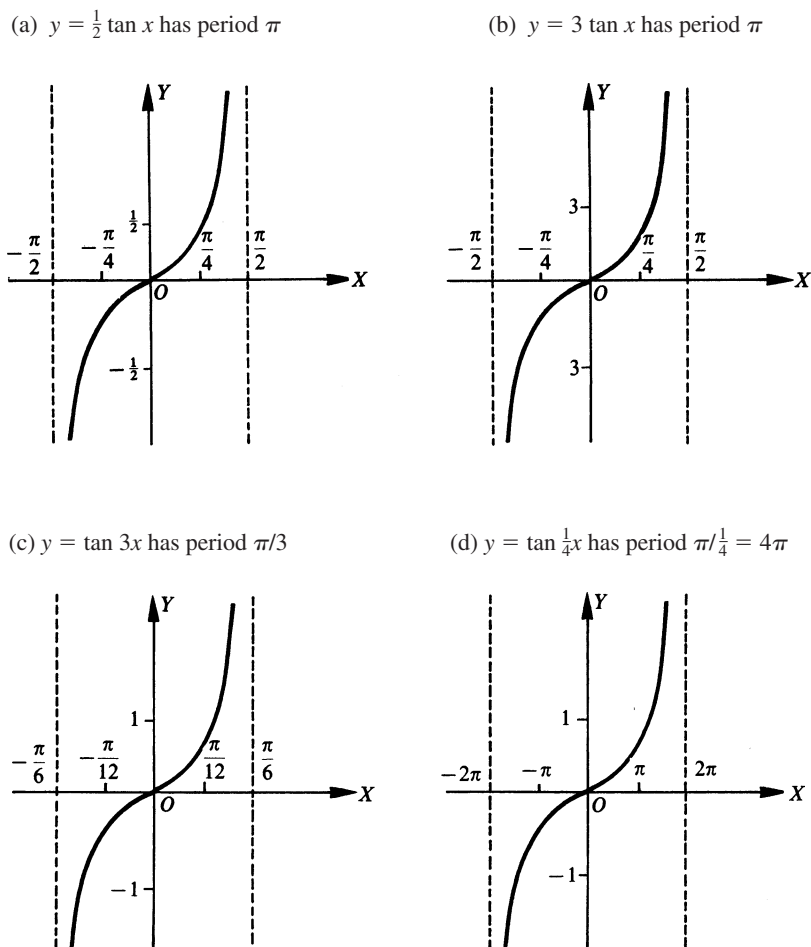 (a) y = ½ tan x has period π
(b) y = 3 tan x has period π
Y
½
−π/2
−π/4
π/4
π/2
O
X
−½
Y
3
−π/2
−π/4
π/4
π/2
O
X
3
(c) y = tan 3x has period π/3
(d) y = tan ¼x has period π/¼ = 4π
Y
1
−π/6
−π/12
π/12
π/6
O
X
−1
Y
1
−2π
−π
π
2π
O
X
−1